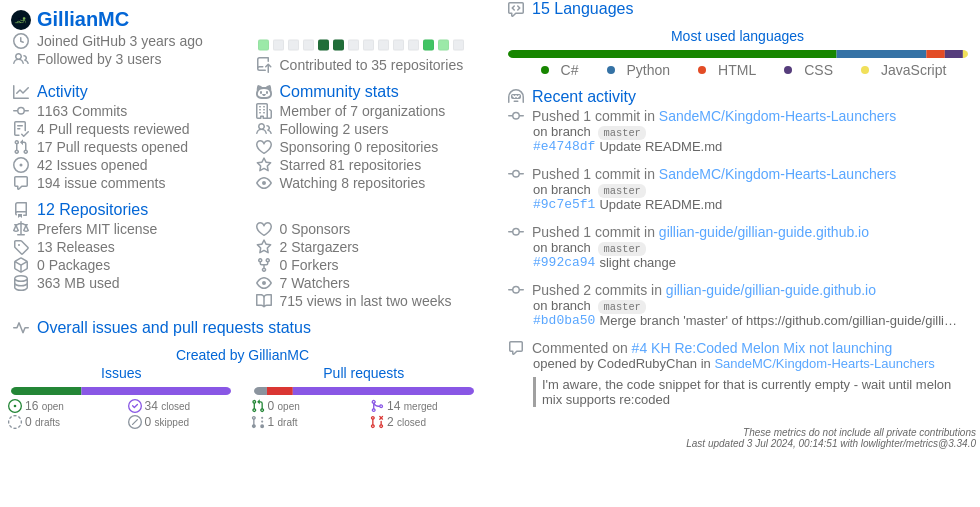 GillianMC
Joined GitHub 3 years ago
Followed by 3 users
Contributed to 35 repositories
Activity
1163 Commits
4 Pull requests reviewed
17 Pull requests opened
42 Issues opened
194 issue comments
Community stats
Member of 7 organizations
Following 2 users
Sponsoring 0 repositories
Starred 81 repositories
Watching 8 repositories
12 Repositories
Prefers MIT license
13 Releases
0 Packages
363 MB used
0 Sponsors
2 Stargazers
0 Forkers
7 Watchers
715 views in last two weeks
Overall issues and pull requests status
Created by GillianMC
Issues
16 open
34 closed
0 drafts
0 skipped
Pull requests
0 open
14 merged
1 draft
2 closed
15 Languages
Most used languages
C# Python HTML CSS JavaScript
Recent activity
Pushed 1 commit in SandeMC/Kingdom-Hearts-Launchers
on branch master
#e4748df Update README.md
Pushed 1 commit in SandeMC/Kingdom-Hearts-Launchers
on branch master
#9c7e5f1 Update README.md
Pushed 1 commit in gillian-guide/gillian-guide.github.io
on branch master
#992ca94 slight change
Pushed 2 commits in gillian-guide/gillian-guide.github.io
on branch master
#bd0ba50 Merge branch 'master' of https://github.com/gillian-guide/gilli…
Commented on #4 KH Re:Coded Melon Mix not launching
opened by CodedRubyChan in SandeMC/Kingdom-Hearts-Launchers
I'm aware, the code snippet for that is currently empty - wait until melon
mix supports re:coded
These metrics do not include all private contributions
Last updated 3 Jul 2024, 00:14:51 with lowlighter/metrics@3.34.0